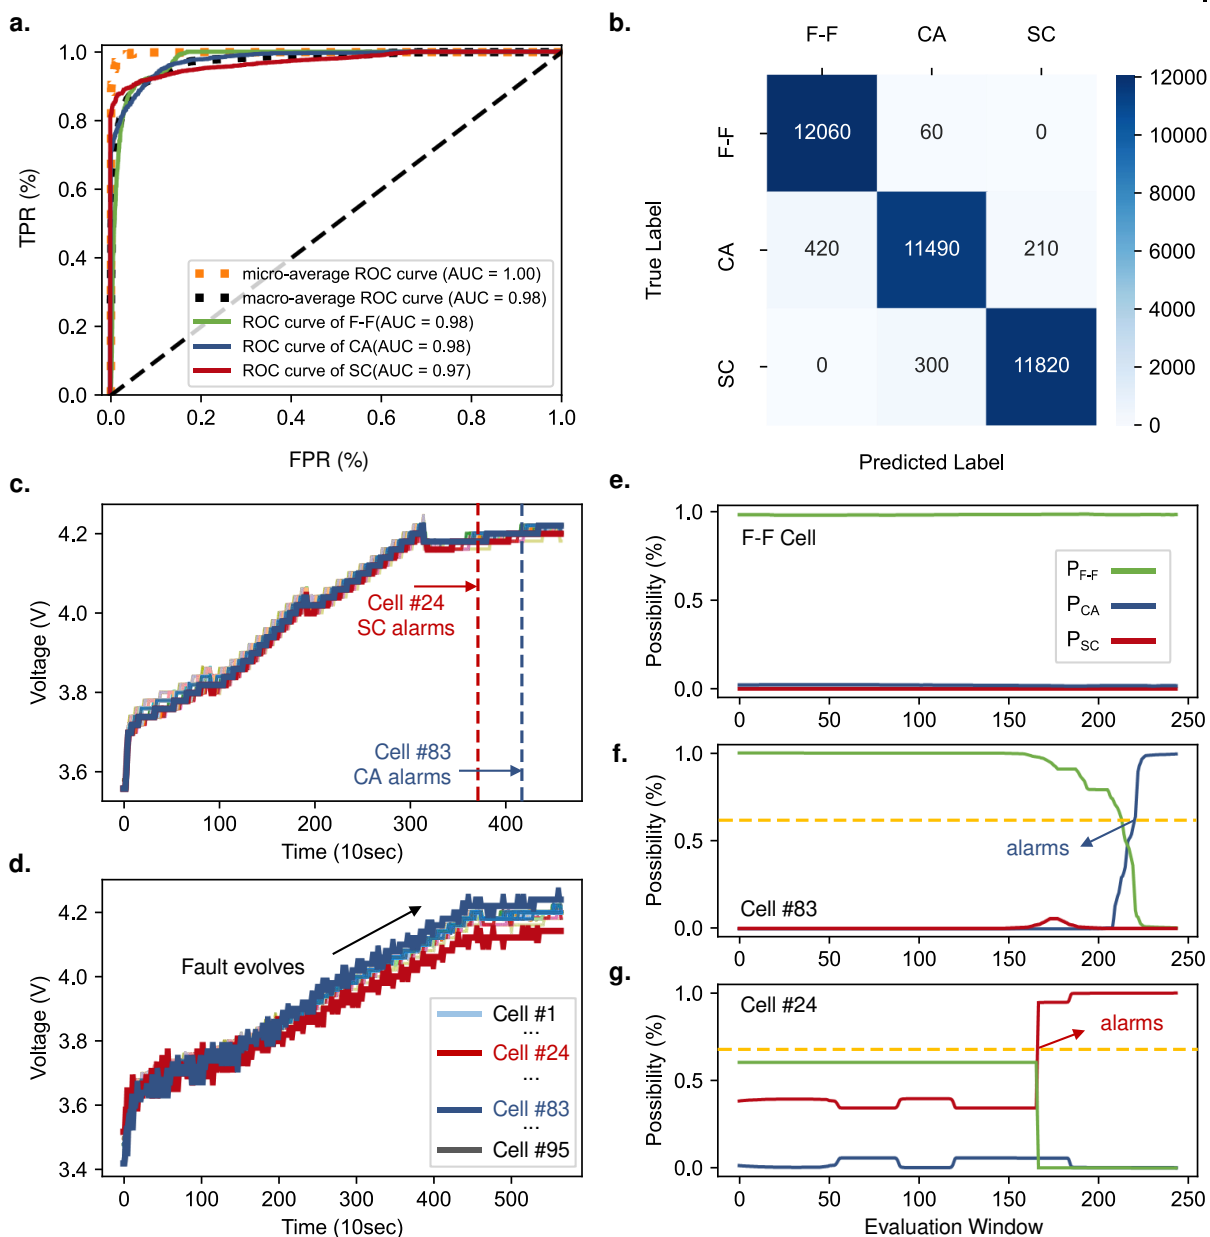 a.
1.0
0.8
0.6
0.4
0.2
0.0
TPR (%)
micro-average ROC curve (AUC = 1.00)
macro-average ROC curve (AUC = 0.98)
ROC curve of F-F(AUC = 0.98)
ROC curve of CA(AUC = 0.98)
ROC curve of SC(AUC = 0.97)
0.0 0.2 0.4 0.6 0.8 1.0
FPR (%)
b.
F-F CA SC
True Label
F-F 12060 60 0
CA 420 11490 210
SC 0 300 11820
Predicted Label
12000
10000
8000
6000
4000
2000
0
c.
4.2
4.0
3.8
3.6
Voltage (V)
Cell #24
SC alarms
Cell #83
CA alarms
0 100 200 300 400
Time (10sec)
d.
4.2
4.0
3.8
3.6
3.4
Voltage (V)
Fault evolves
Cell #1
...
Cell #24
...
Cell #83
...
Cell #95
0 100 200 300 400 500
Time (10sec)
e.
1.0
0.5
0.0
Possibility (%)
F-F Cell
P_F-F
P_CA
P_SC
0 50 100 150 200 250
f.
1.0
0.5
0.0
Possibility (%)
alarms
Cell #83
0 50 100 150 200 250
g.
1.0
0.5
0.0
Possibility (%)
Cell #24
alarms
0 50 100 150 200 250
Evaluation Window